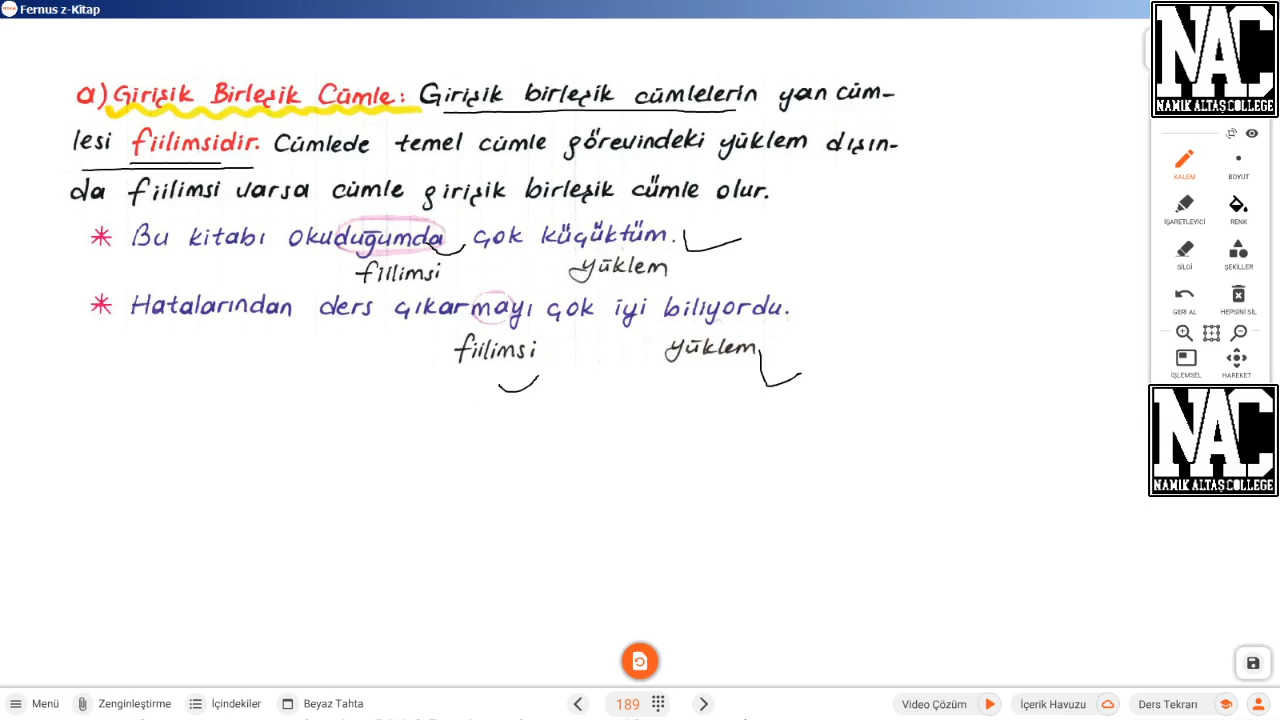 Fernus z-Kitap
NAC
NAMIK ALTAŞ COLLEGE
a) Girişik Birleşik Cümle: Girişik birleşik cümlelerin yan cüm-
lesi fiilimsidir. Cümlede temel cümle görevindeki yüklem dışın-
da fiilimsi varsa cümle girişik birleşik cümle olur.
* Bu kitabı okuduğumda çok küçüktüm.
fiilimsi yüklem
* Hatalarından ders çıkarmayı çok iyi biliyordu.
fiilimsi yüklem
KALEM BOYUT
İŞARETLEYİCİ RENK
SİLGİ ŞEKİLLER
GERİ AL HEPSİNİ SİL
İŞLEMSEL HAREKET
NAC
NAMIK ALTAŞ COLLEGE
Menü Zenginleştirme İçindekiler Beyaz Tahta 189 Video Çözüm İçerik Havuzu Ders Tekrarı